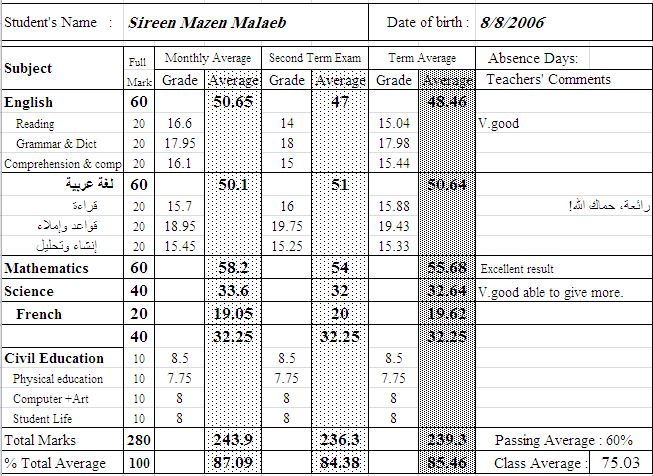 Student's Name : Sireen Mazen Malaeb Date of birth : 8/8/2006
Subject Full Mark Monthly Average Second Term Exam Term Average Absence Days:
Grade Average Grade Average Grade Average Teachers' Comments
English 60 50.65 47 48.46
Reading 20 16.6 14 15.04 V.good
Grammar & Dict 20 17.95 18 17.98
Comprehension & comp 20 16.1 15 15.44
لغة عربية 60 50.1 51 50.64
قراءة 20 15.7 16 15.88 رائعة، حماك الله!
قواعد وإملاء 20 18.95 19.75 19.43
إنشاء وتحليل 20 15.45 15.25 15.33
Mathematics 60 58.2 54 55.68 Excellent result
Science 40 33.6 32 32.64 V.good able to give more.
French 20 19.05 20 19.62
40 32.25 32.25 32.25
Civil Education 10 8.5 8.5 8.5
Physical education 10 7.75 7.75 7.75
Computer +Art 10 8 8 8
Student Life 10 8 8 8
Total Marks 280 243.9 236.3 239.3 Passing Average : 60%
% Total Average 100 87.09 84.38 85.46 Class Average : 75.03